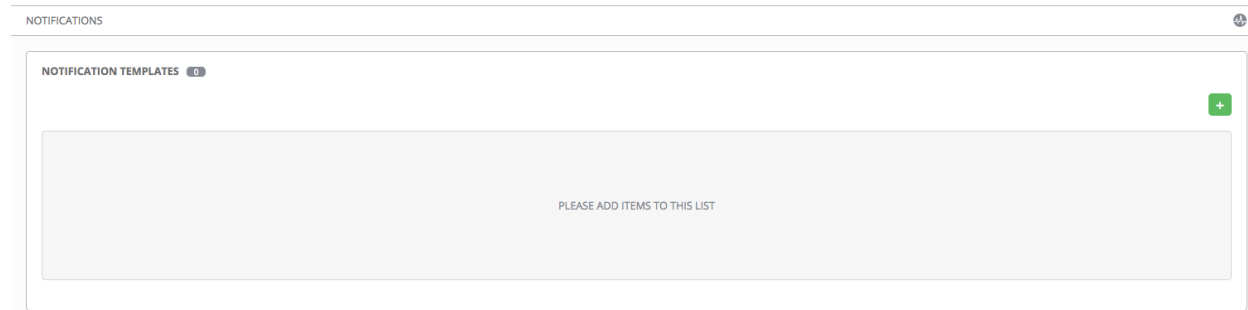 NOTIFICATIONS
NOTIFICATION TEMPLATES 0
+
PLEASE ADD ITEMS TO THIS LIST